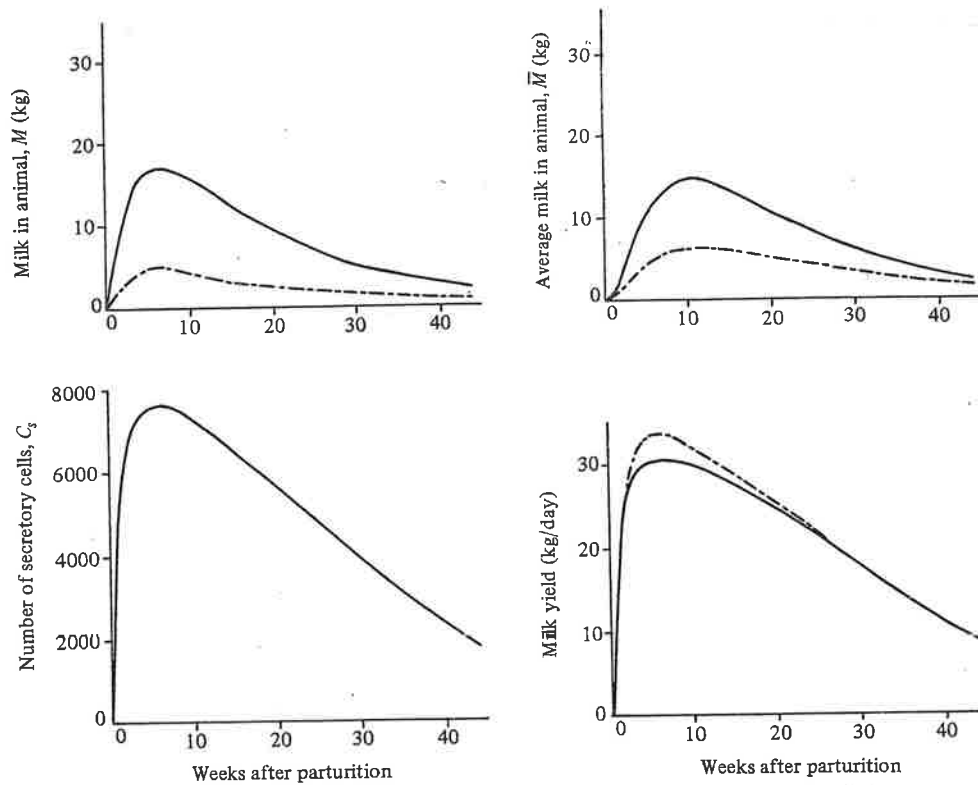 Milk in animal, M (kg)
30
20
10
0
0 10 20 30 40
Average milk in animal, M̅ (kg)
30
20
10
0
0 10 20 30 40
Number of secretory cells, Cₛ
8000
6000
4000
2000
0
0 10 20 30 40
Weeks after parturition
Milk yield (kg/day)
30
20
10
0
0 10 20 30 40
Weeks after parturition